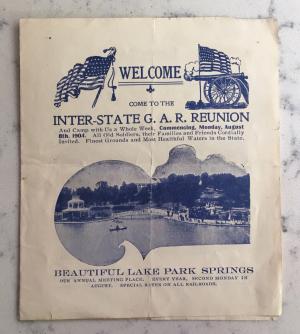 WELCOME
COME TO THE
INTER-STATE G. A. R. REUNION
And Camp with Us a Whole Week, Commencing, Monday, August
8th, 1904. All Old Soldiers, their Families and Friends Cordially
Invited. Finest Grounds and Most Healthful Waters in the State.
BEAUTIFUL LAKE PARK SPRINGS
OUR ANNUAL MEETING PLACE. EVERY YEAR, SECOND MONDAY IN
AUGUST. SPECIAL RATES ON ALL RAILROADS.